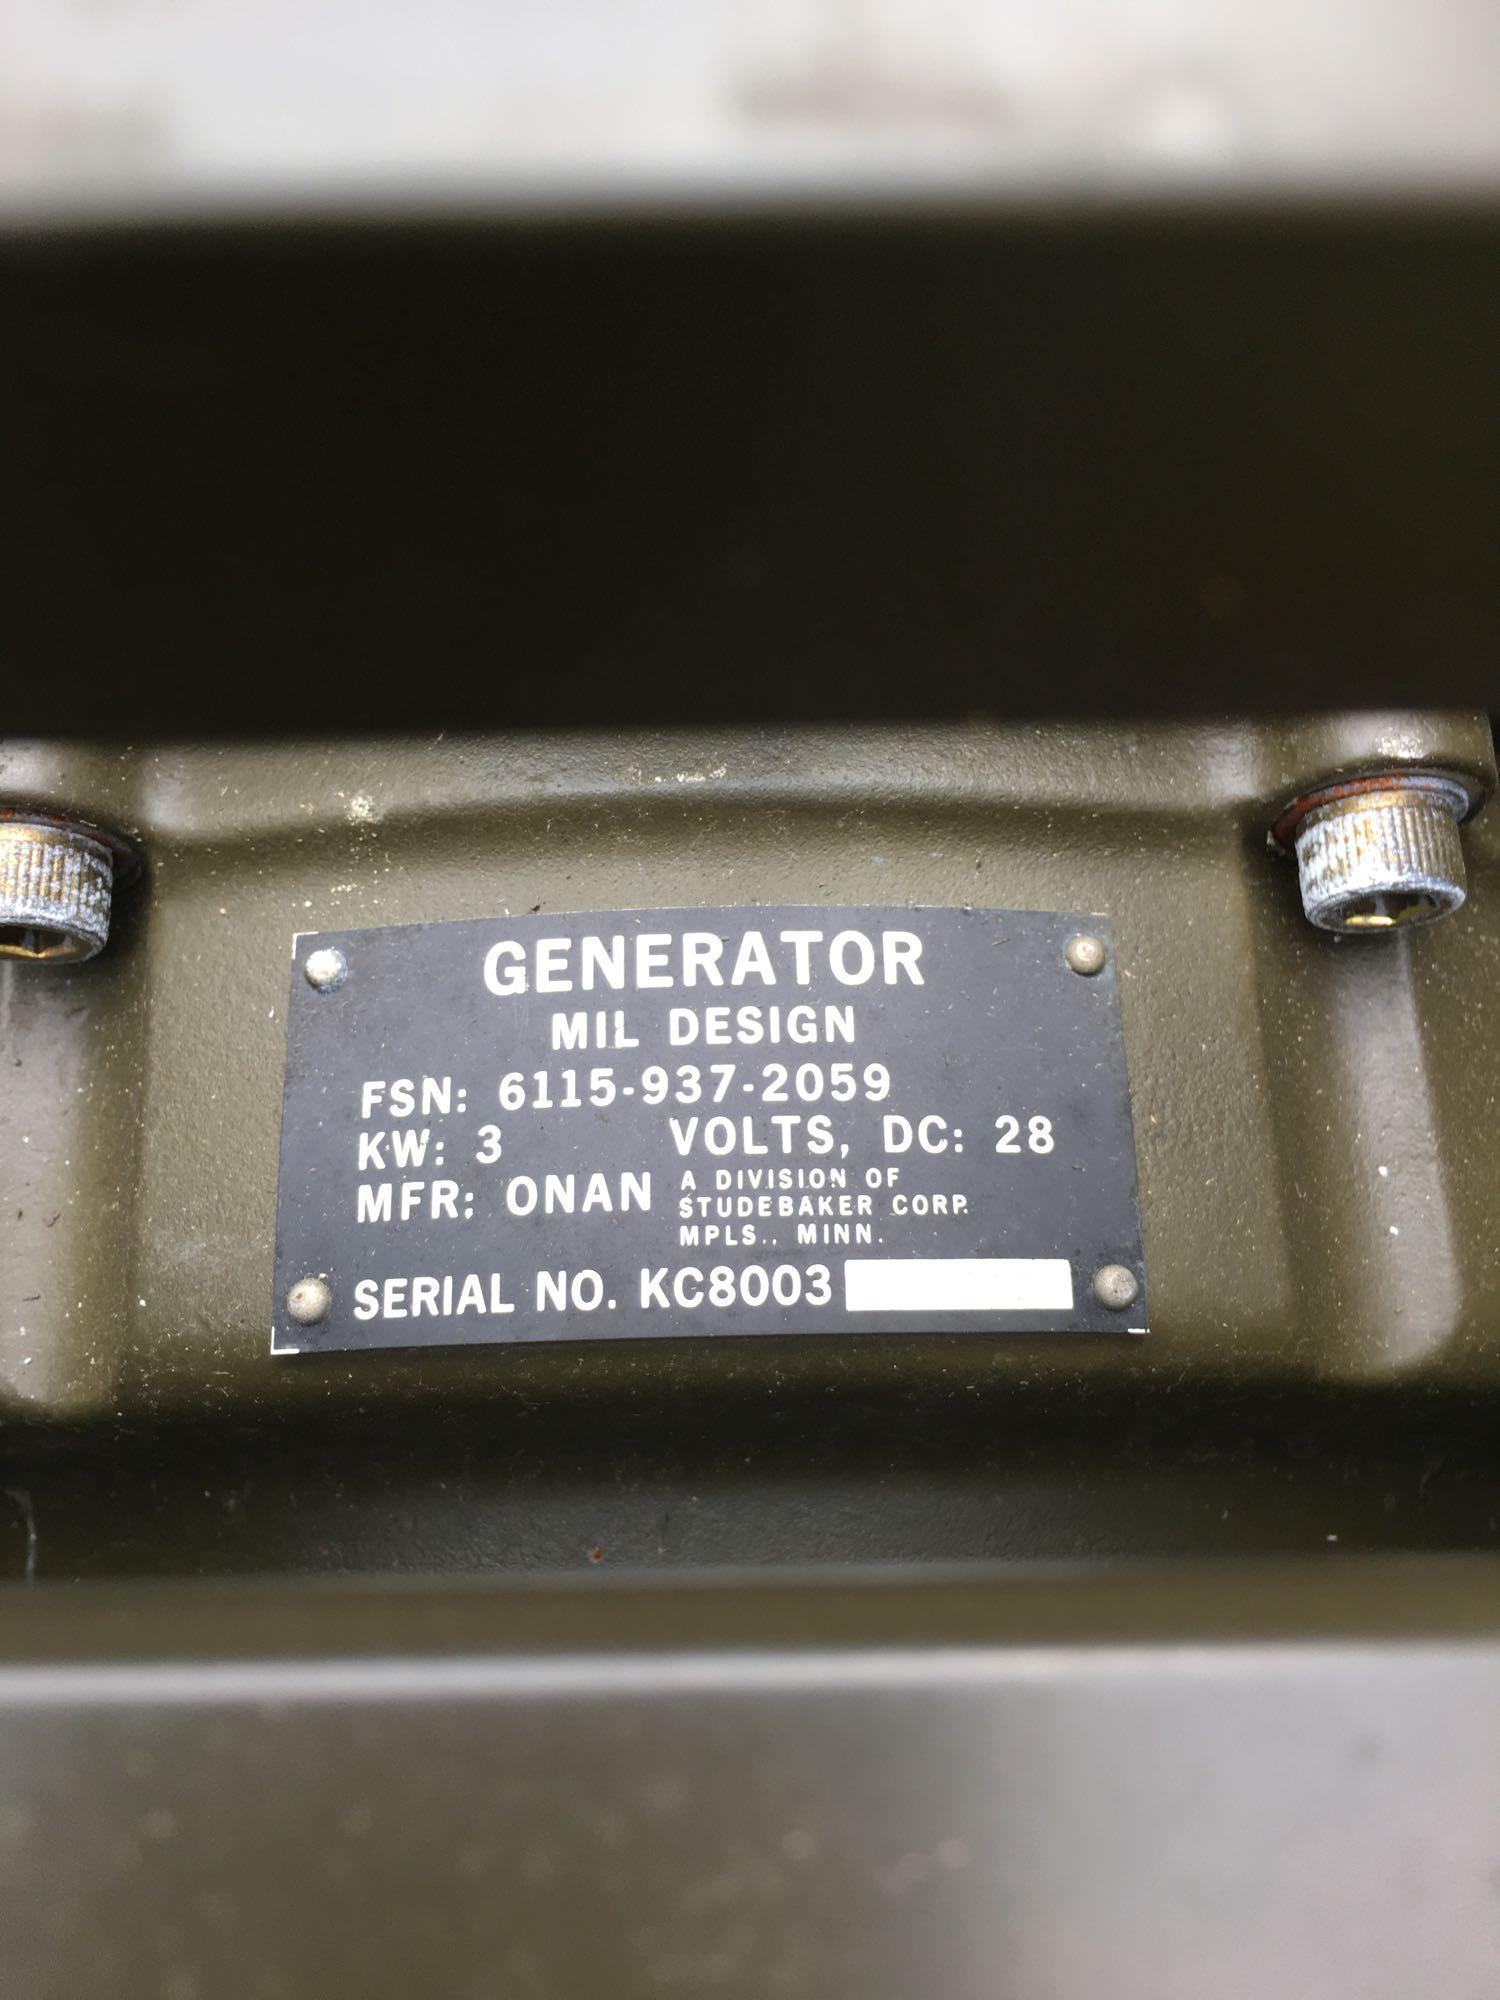 GENERATOR
MIL DESIGN
FSN: 6115-937-2059
KW: 3 VOLTS, DC: 28
MFR: ONAN A DIVISION OF
STUDEBAKER CORP.
MPLS., MINN.
SERIAL NO. KC8003